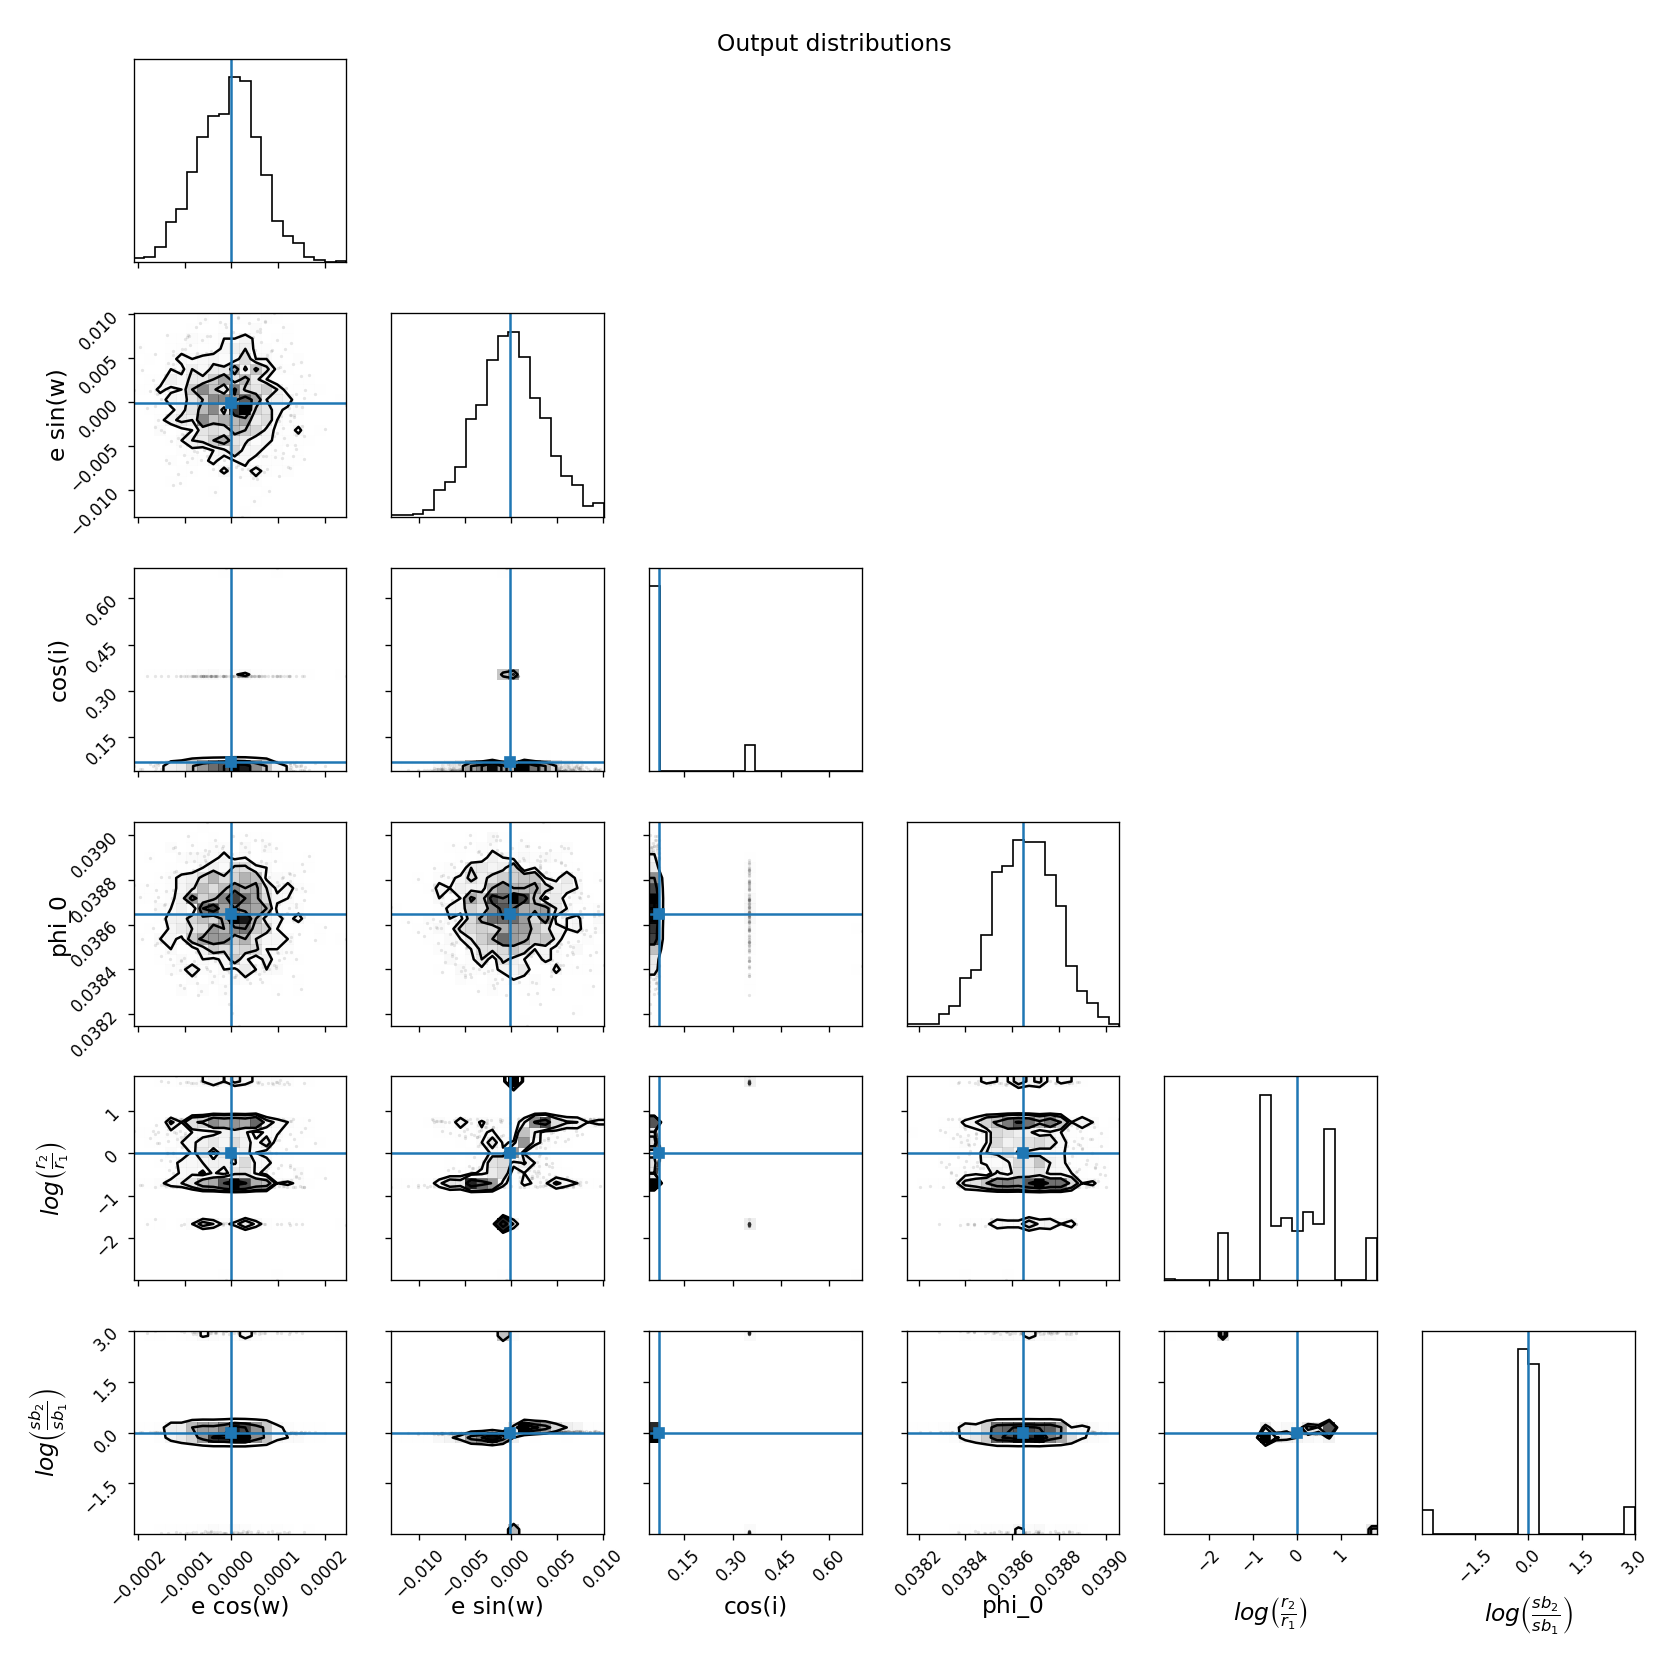 Output distributions
0.010
0.005
0.000
−0.005
−0.010
e sin(w)
0.60
0.45
0.30
0.15
cos(i)
0.0390
0.0388
0.0386
0.0384
0.0382
phi_0
1
0
−1
−2
log(r2/r1)
3.0
1.5
0.0
−1.5
log(sb2/sb1)
−0.0002 −0.0001 0.0000 0.0001 0.0002
−0.010 −0.005 0.000 0.005 0.010
0.15 0.30 0.45 0.60
0.0382 0.0384 0.0386 0.0388 0.0390
−2 −1 0 1
−1.5 0.0 1.5 3.0
e cos(w)
e sin(w)
cos(i)
phi_0
log(r2/r1)
log(sb2/sb1)